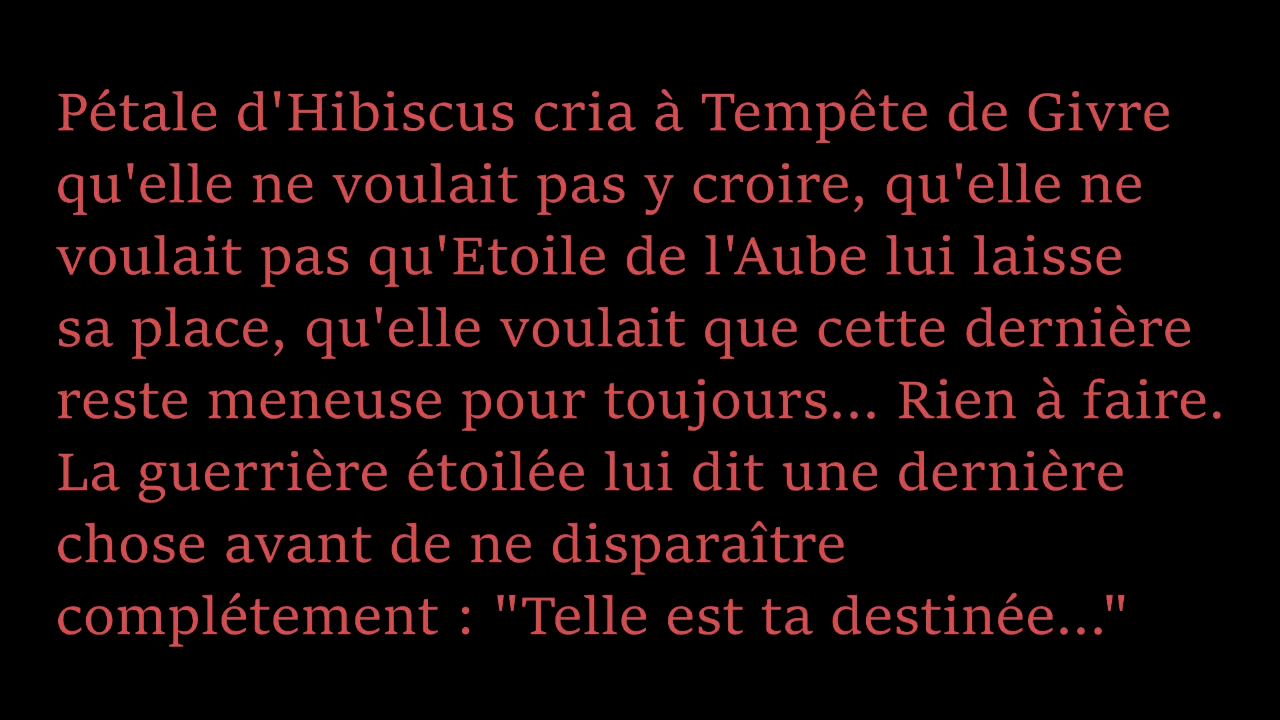 Pétale d'Hibiscus cria à Tempête de Givre
qu'elle ne voulait pas y croire, qu'elle ne
voulait pas qu'Etoile de l'Aube lui laisse
sa place, qu'elle voulait que cette dernière
reste meneuse pour toujours... Rien à faire.
La guerrière étoilée lui dit une dernière
chose avant de ne disparaître
complétement : "Telle est ta destinée..."